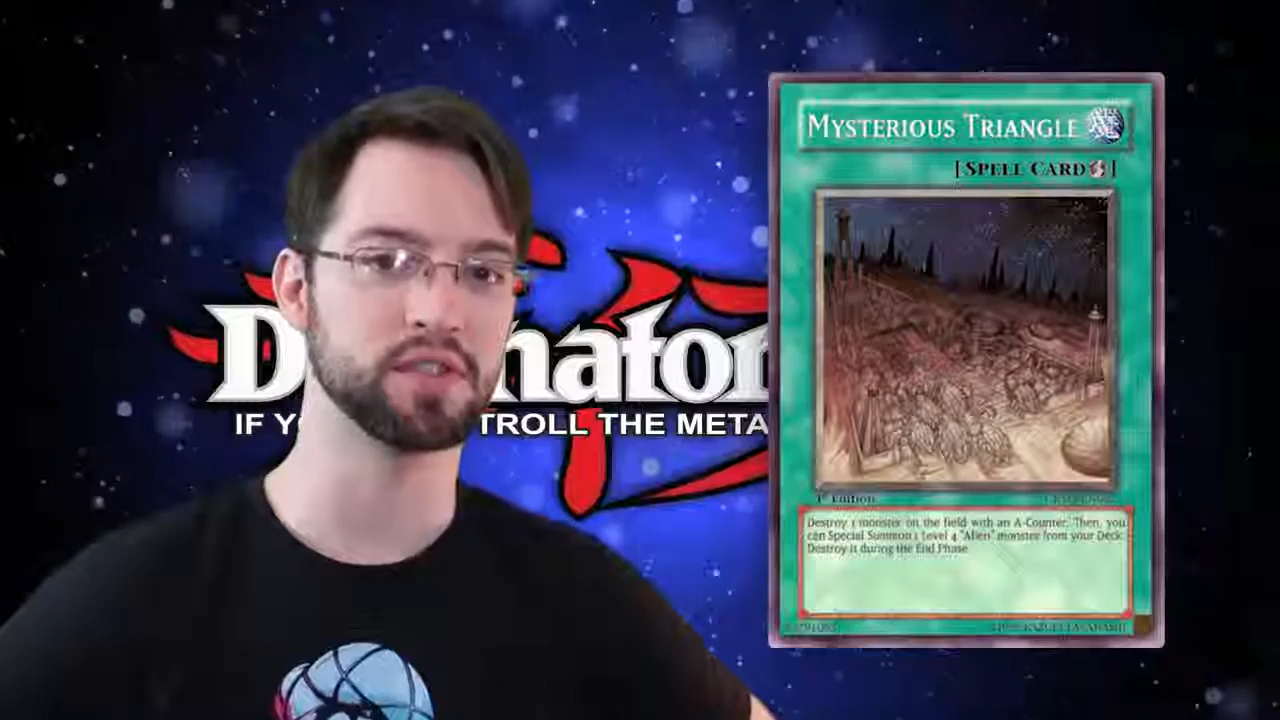 D nator
IF Y TROLL THE META
MYSTERIOUS TRIANGLE
[SPELL CARD ]
1st Edition
Destroy 1 monster on the field with an A-Counter. Then, you
can Special Summon 1 Level 4 "Alien" monster from your Deck.
Destroy it during the End Phase.